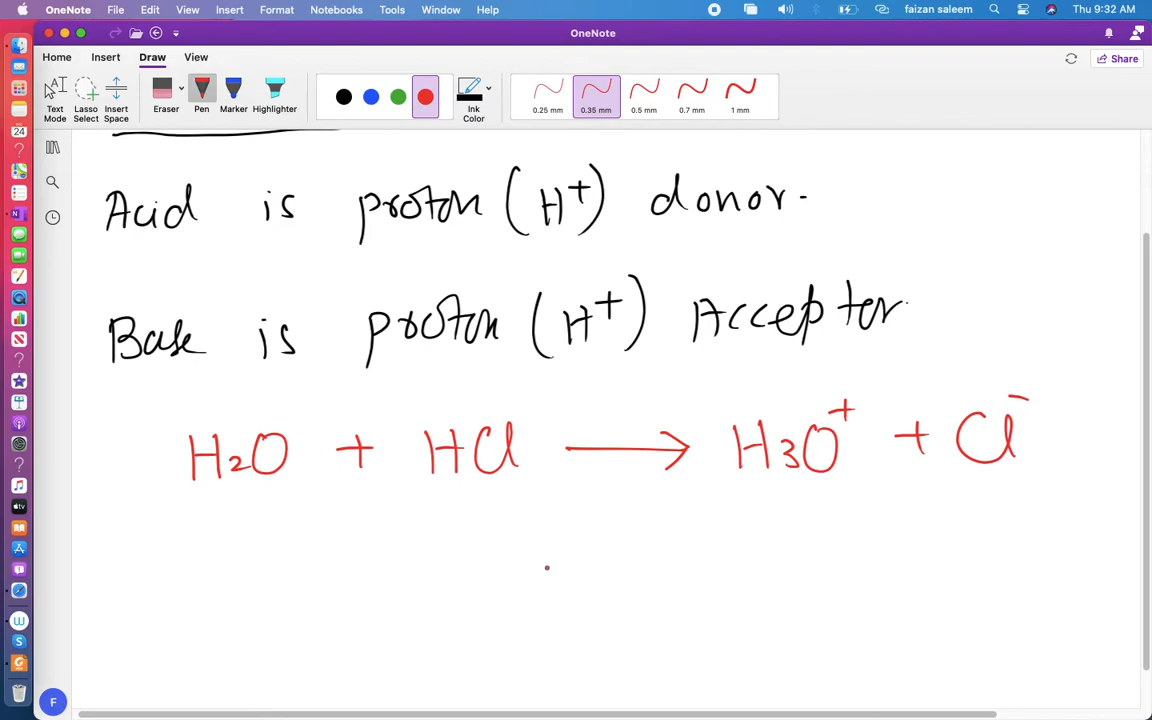 OneNote File Edit View Insert Format Notebooks Tools Window Help faizan saleem Thu 9:32 AM
OneNote
Home Insert Draw View Share
Text Mode Lasso Select Insert Space Eraser Pen Marker Highlighter Ink Color 0.25 mm 0.35 mm 0.5 mm 0.7 mm 1 mm
Acid is proton (H⁺) donor.
Base is proton (H⁺) Acceptor
H₂O + HCl → H₃O⁺ + Cl⁻
F